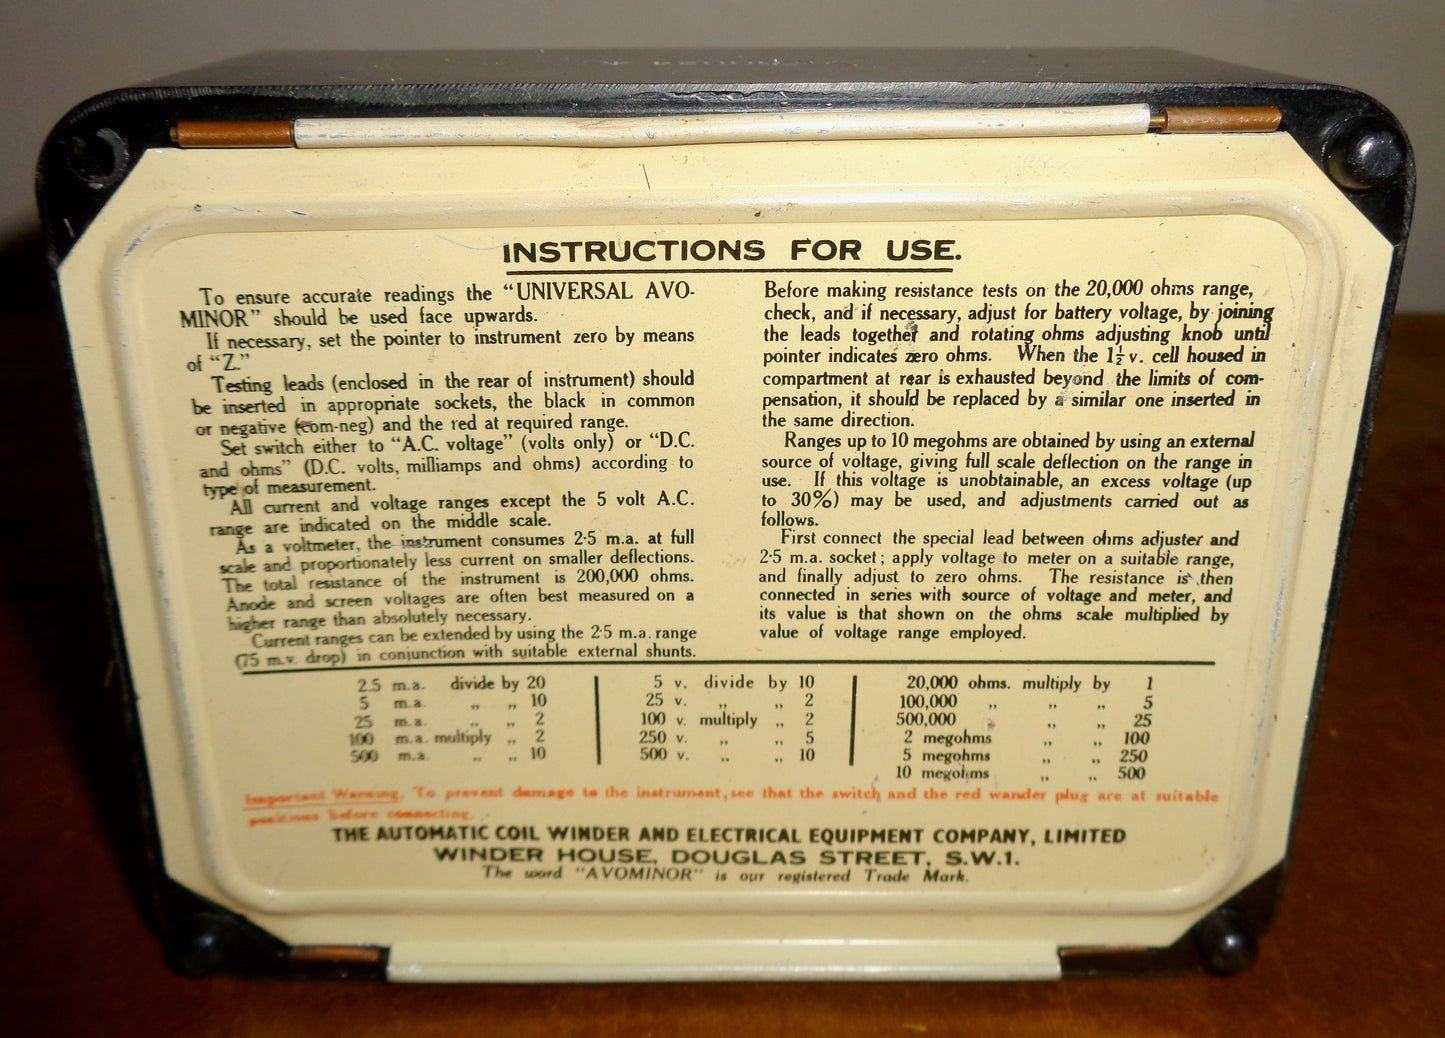 INSTRUCTIONS FOR USE.
To ensure accurate readings the “UNIVERSAL AVO-
MINOR” should be used face upwards.
If necessary, set the pointer to instrument zero by means
of “Z.”
Testing leads (enclosed in the rear of instrument) should
be inserted in appropriate sockets, the black in common
or negative (com-neg) and the red at required range.
Set switch either to “A.C. voltage” (volts only) or “D.C.
and ohms” (D.C. volts, milliamps and ohms) according to
type of measurement.
All current and voltage ranges except the 5 volt A.C.
range are indicated on the middle scale.
As a voltmeter, the instrument consumes 2·5 m.a. at full
scale and proportionately less current on smaller deflections.
The total resistance of the instrument is 200,000 ohms.
Anode and screen voltages are often best measured on a
higher range than absolutely necessary.
Current ranges can be extended by using the 2·5 m.a. range
(75 m.v. drop) in conjunction with suitable external shunts.
Before making resistance tests on the 20,000 ohms range,
check, and if necessary, adjust for battery voltage, by joining
the leads together and rotating ohms adjusting knob until
pointer indicates zero ohms. When the 1½ v. cell housed in
compartment at rear is exhausted beyond the limits of com-
pensation, it should be replaced by a similar one inserted in
the same direction.
Ranges up to 10 megohms are obtained by using an external
source of voltage, giving full scale deflection on the range in
use. If this voltage is unobtainable, an excess voltage (up
to 30%) may be used, and adjustments carried out as
follows.
First connect the special lead between ohms adjuster and
2·5 m.a. socket; apply voltage to meter on a suitable range,
and finally adjust to zero ohms. The resistance is then
connected in series with source of voltage and meter, and
its value is that shown on the ohms scale multiplied by
value of voltage range employed.
2.5 m.a. divide by 20
5 m.a. „ „ 10
25 m.a. „ „ 2
100 m.a. multiply „ 2
500 m.a. „ „ 10
5 v. divide by 10
25 v. „ „ 2
100 v. multiply „ 2
250 v. „ „ 5
500 v. „ „ 10
20,000 ohms. multiply by 1
100,000 „ „ „ 5
500,000 „ „ „ 25
2 megohms „ „ 100
5 megohms „ „ 250
10 megohms „ „ 500
Important Warning. To prevent damage to the instrument, see that the switch and the red wander plug are at suitable
positions before connecting.
THE AUTOMATIC COIL WINDER AND ELECTRICAL EQUIPMENT COMPANY, LIMITED
WINDER HOUSE, DOUGLAS STREET, S.W.1.
The word “AVOMINOR” is our registered Trade Mark.